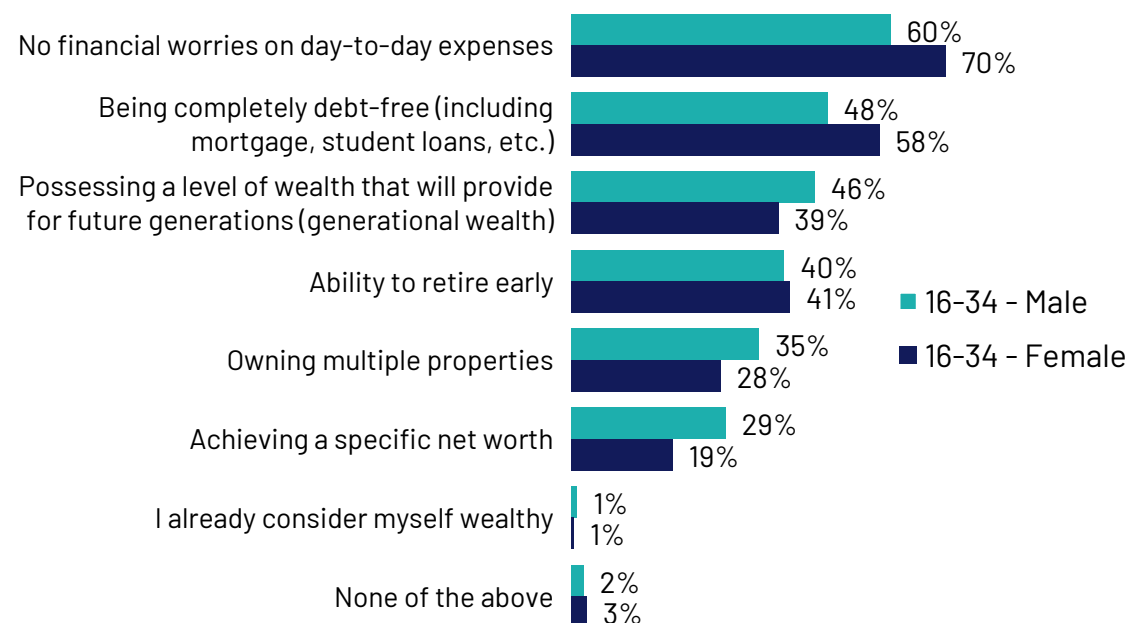 No financial worries on day-to-day expenses
60%
70%
Being completely debt-free (including
mortgage, student loans, etc.)
48%
58%
Possessing a level of wealth that will provide
for future generations (generational wealth)
46%
39%
Ability to retire early
40%
41%
16-34 - Male
16-34 - Female
Owning multiple properties
35%
28%
Achieving a specific net worth
29%
19%
I already consider myself wealthy
1%
1%
None of the above
2%
3%